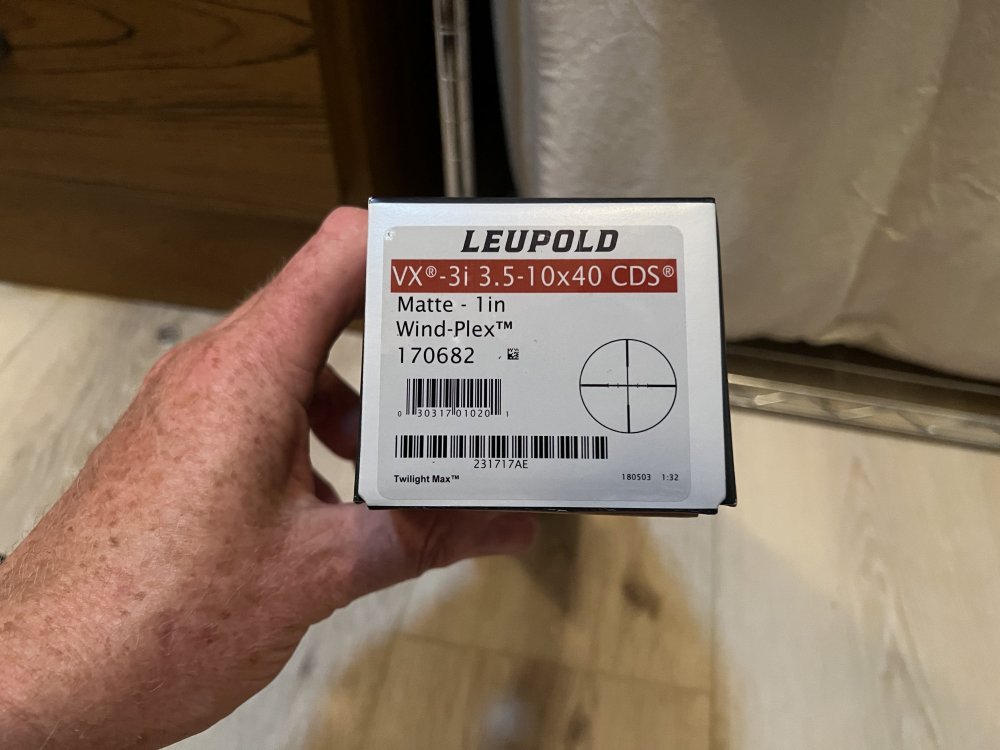 LEUPOLD
VX®-3i 3.5-10x40 CDS®
Matte - 1in
Wind-Plex™
170682
0 30317 01020 1
231717AE
Twilight Max™ 180503 1:32